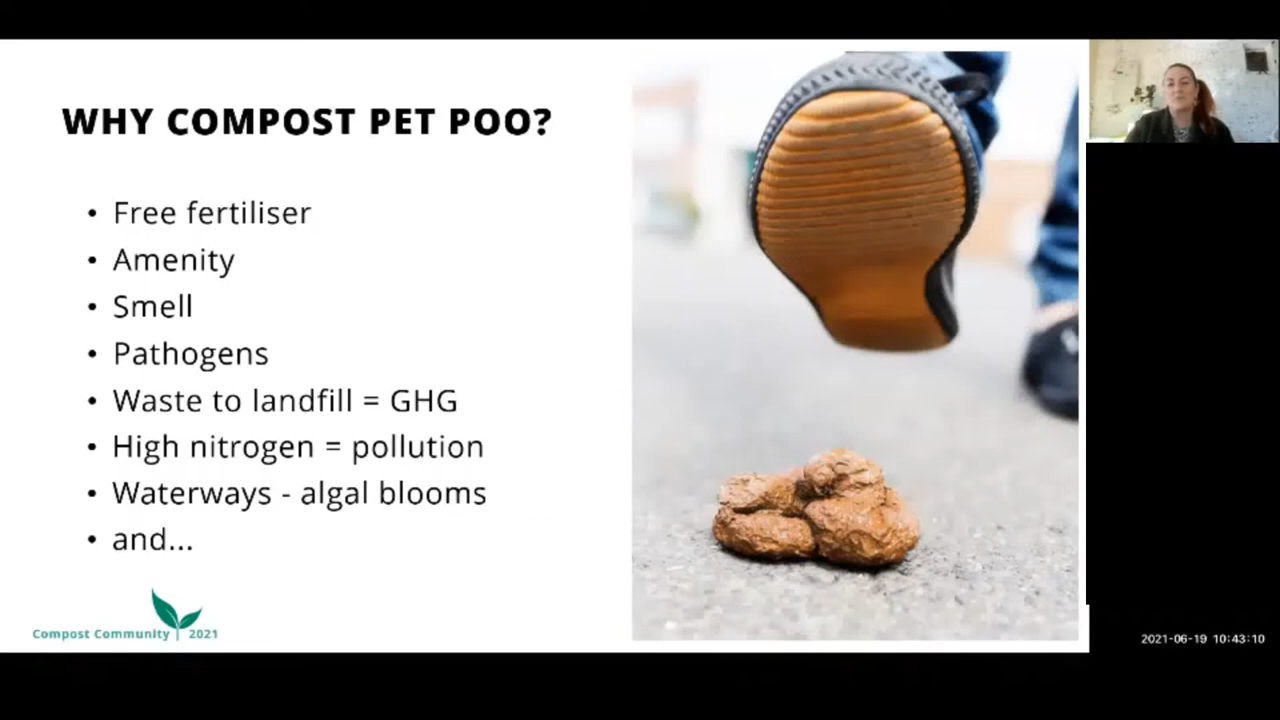 WHY COMPOST PET POO?
• Free fertiliser
• Amenity
• Smell
• Pathogens
• Waste to landfill = GHG
• High nitrogen = pollution
• Waterways - algal blooms
• and...
Compost Community | 2021
2021-06-19 10:43:10